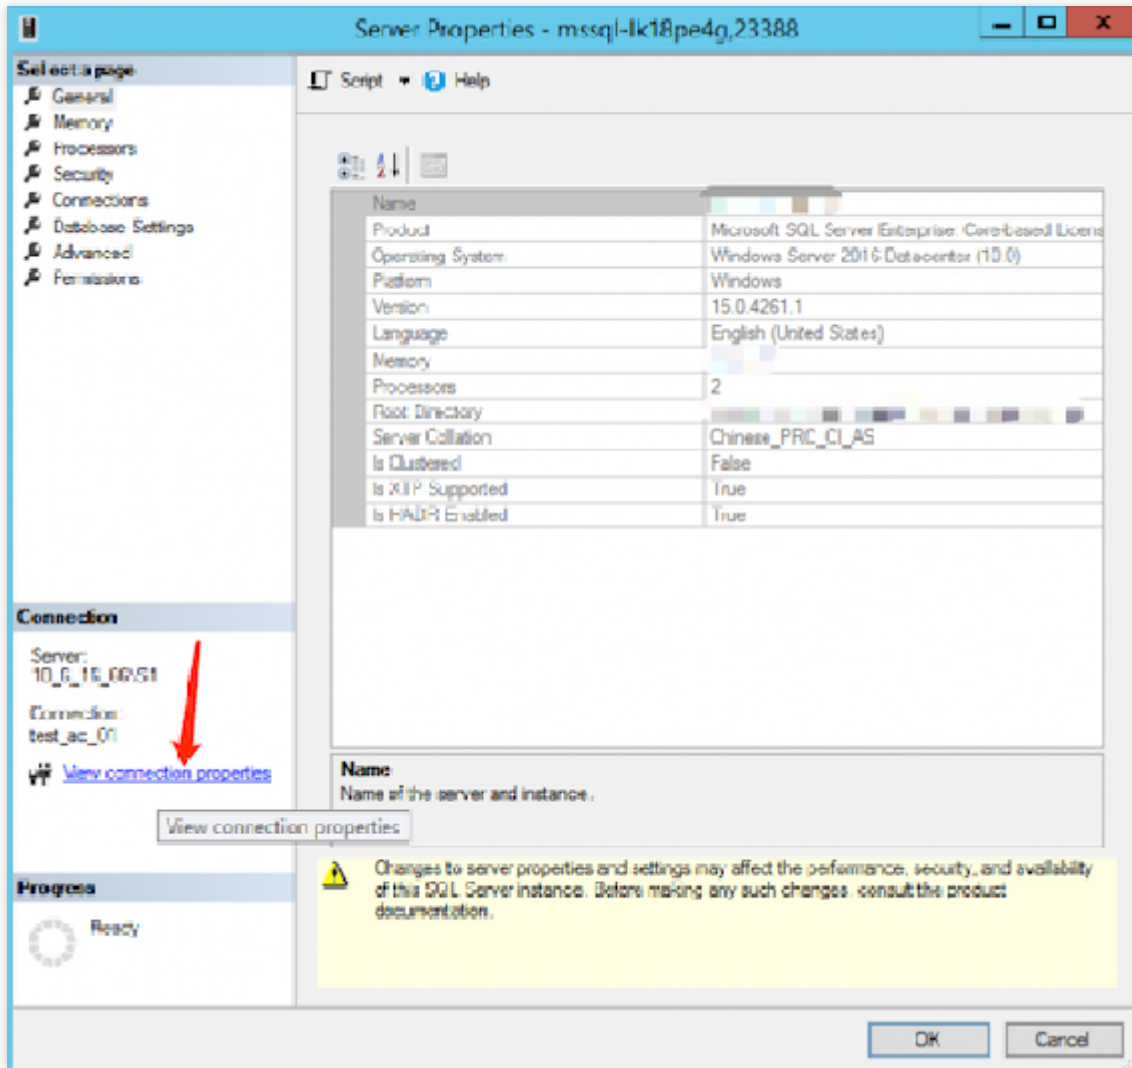 Server Properties - mssql-lk18pe4g,23388
Select a page
General
Memory
Processors
Security
Connections
Database Settings
Advanced
Permissions
Script
Help
Name
Product Microsoft SQL Server Enterprise: Core-based Licens
Operating System Windows Server 2016 Datacenter (10.0)
Platform Windows
Version 15.0.4261.1
Language English (United States)
Memory
Processors 2
Root Directory
Server Collation Chinese_PRC_CI_AS
Is Clustered False
Is XTP Supported True
Is HADR Enabled True
Connection
Server:
Connection:
test_ac_01
View connection properties
View connection properties
Name
Name of the server and instance.
Changes to server properties and settings may affect the performance, security, and availability
of this SQL Server instance. Before making any such changes, consult the product
documentation.
Progress
Ready
OK
Cancel